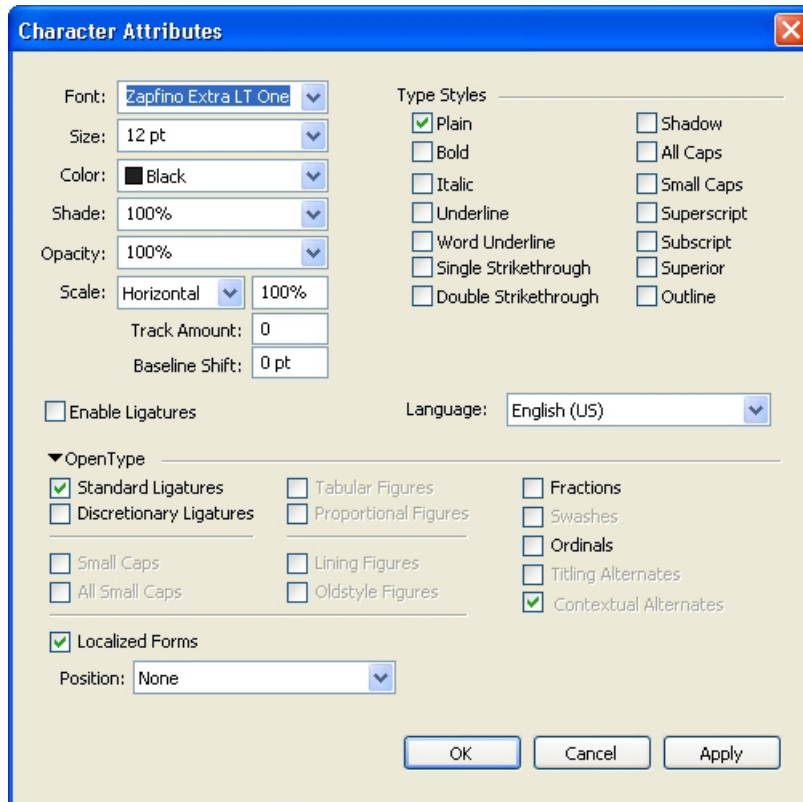 Character Attributes
Font: Zapfino Extra LT One
Size: 12 pt
Color: Black
Shade: 100%
Opacity: 100%
Scale: Horizontal 100%
Track Amount: 0
Baseline Shift: 0 pt
Type Styles
Plain
Bold
Italic
Underline
Word Underline
Single Strikethrough
Double Strikethrough
Shadow
All Caps
Small Caps
Superscript
Subscript
Superior
Outline
Enable Ligatures
Language: English (US)
OpenType
Standard Ligatures
Discretionary Ligatures
Small Caps
All Small Caps
Tabular Figures
Proportional Figures
Lining Figures
Oldstyle Figures
Fractions
Swashes
Ordinals
Titling Alternates
Contextual Alternates
Localized Forms
Position: None
OK Cancel Apply